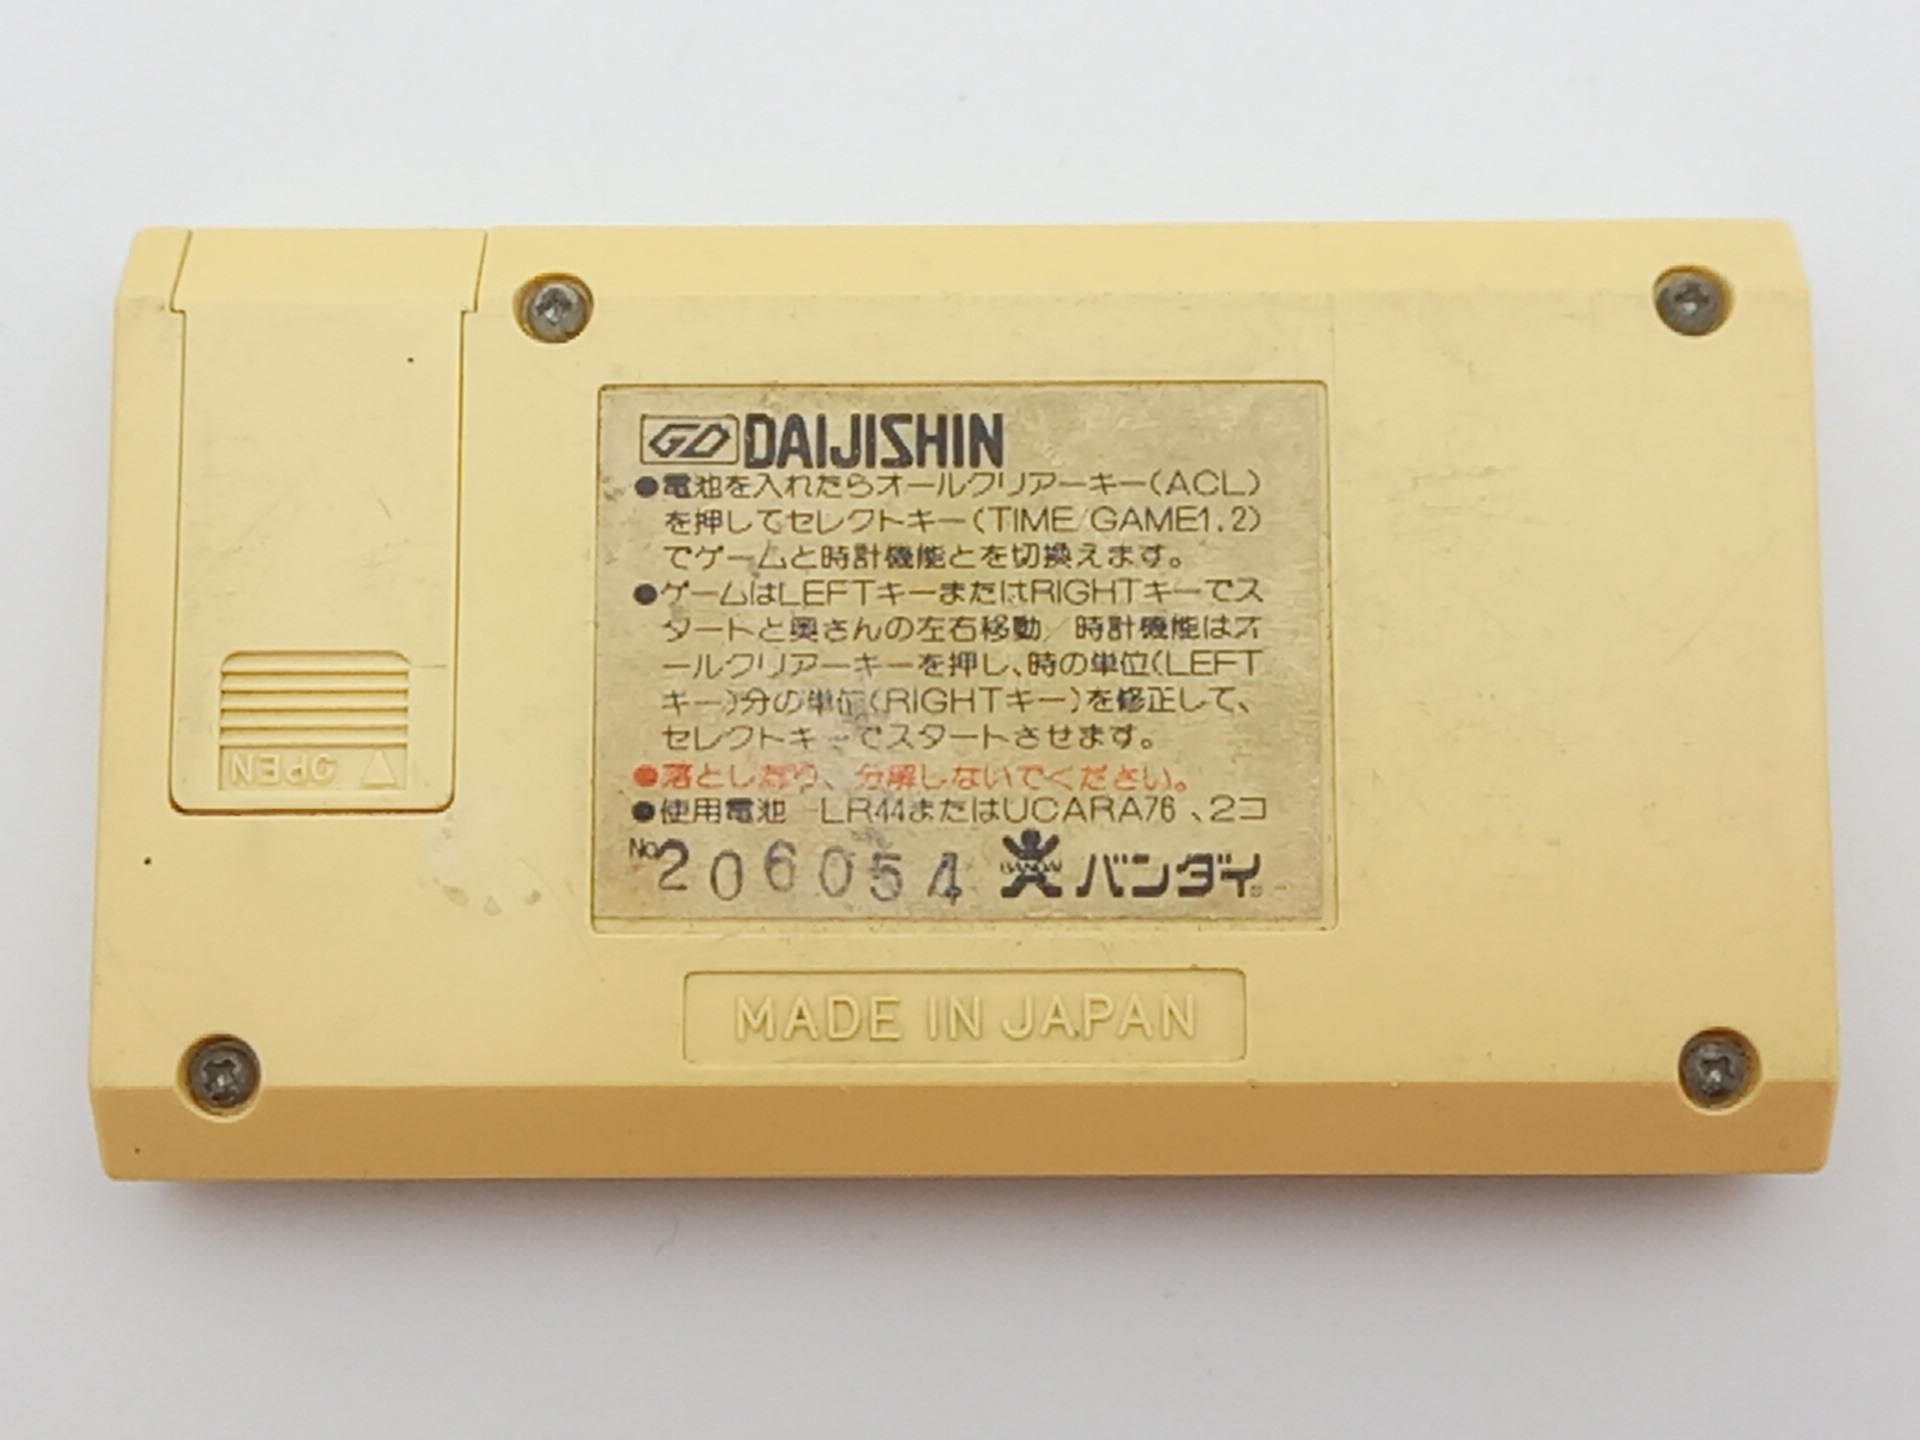 GD DAIJISHIN
●電池を入れたらオールクリアーキー(ACL)
を押してセレクトキー(TIME/GAME1.2)
でゲームと時計機能とを切換えます。
●ゲームはLEFTキーまたはRIGHTキーでス
タートと奥さんの左右移動/時計機能はオ
ールクリアーキーを押し、時の単位(LEFT
キー)分の単位(RIGHTキー)を修正して、
セレクトキーでスタートさせます。
●落としたり、分解しないでください。
●使用電池 LR44またはUCARA76、2コ
No.206054 BANDAI バンダイ
OPEN
MADE IN JAPAN